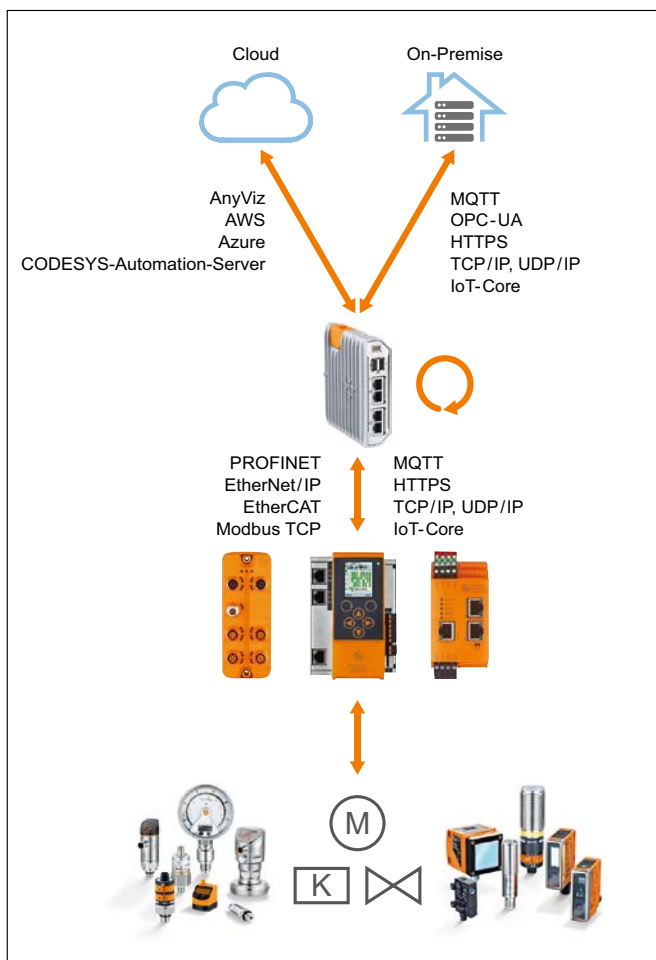 Cloud
On-Premise
AnyViz
AWS
Azure
CODESYS-Automation-Server
MQTT
OPC-UA
HTTPS
TCP/IP, UDP/IP
IoT-Core
PROFINET
EtherNet/IP
EtherCAT
Modbus TCP
MQTT
HTTPS
TCP/IP, UDP/IP
IoT-Core
M
K